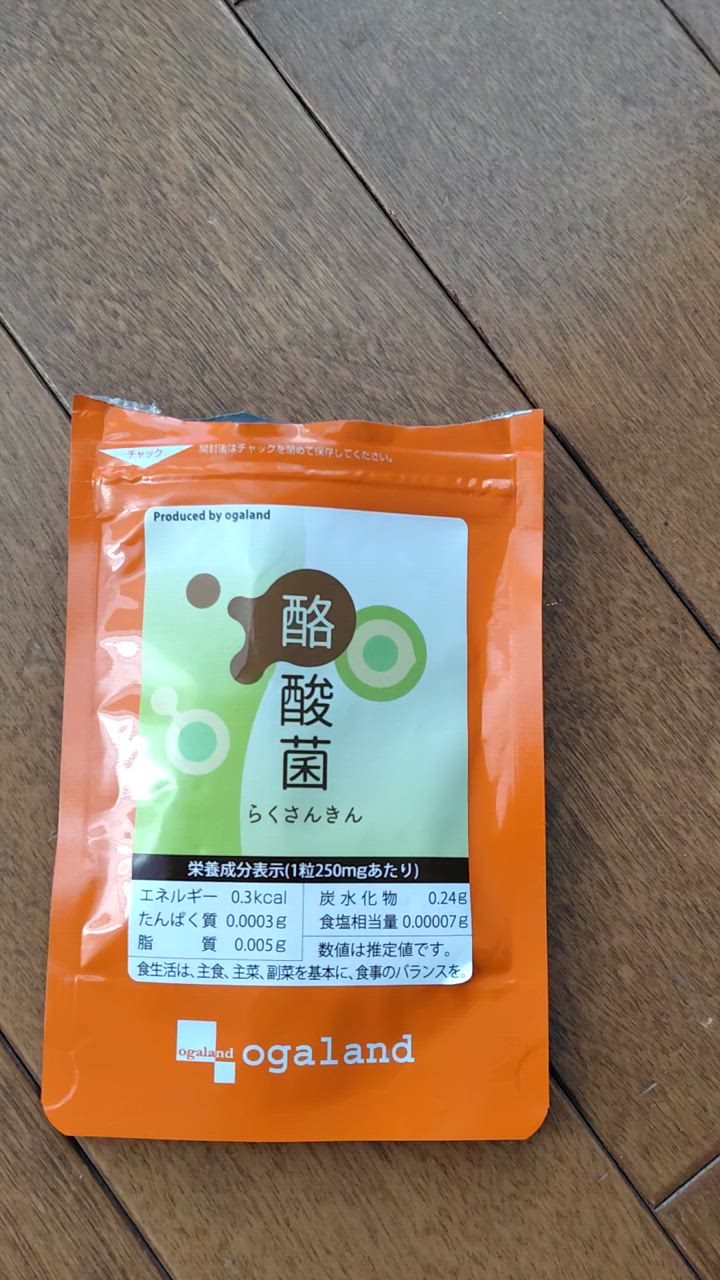 チャック
開封後はチャックを閉めて保存してください。
Produced by ogaland
酪
酸
菌
らくさんきん
栄養成分表示(1粒250mgあたり)
エネルギー 0.3kcal
たんぱく質 0.0003g
脂質 0.005g
炭水化物 0.24g
食塩相当量 0.00007g
数値は推定値です。
食生活は、主食、主菜、副菜を基本に、食事のバランスを。
ogaland
ogaland